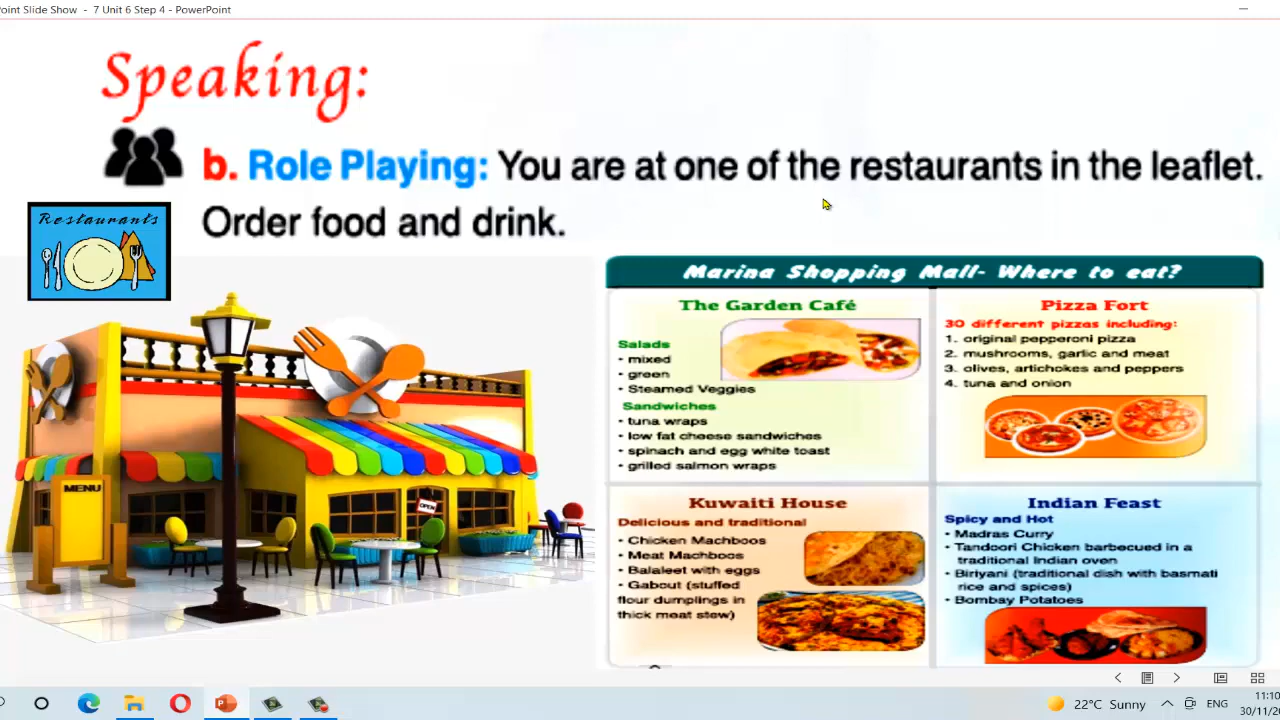 Point Slide Show - 7 Unit 6 Step 4 - PowerPoint
Speaking:
b. Role Playing: You are at one of the restaurants in the leaflet.
Order food and drink.
Restaurants
MENU
OPEN
Marina Shopping Mall- Where to eat?
The Garden Café
Salads
• mixed
• green
• Steamed Veggies
Sandwiches
• tuna wraps
• low fat cheese sandwiches
• spinach and egg white toast
• grilled salmon wraps
Pizza Fort
30 different pizzas including:
1. original pepperoni pizza
2. mushrooms, garlic and meat
3. olives, artichokes and peppers
4. tuna and onion
Kuwaiti House
Delicious and traditional
• Chicken Machboos
• Meat Machboos
• Balaleet with eggs
• Gabout (stuffed
flour dumplings in
thick meat stew)
Indian Feast
Spicy and Hot
• Madras Curry
• Tandoori Chicken barbecued in a
traditional Indian oven
• Biriyani (traditional dish with basmati
rice and spices)
• Bombay Potatoes
22°C Sunny
ENG
11:10
30/11/20